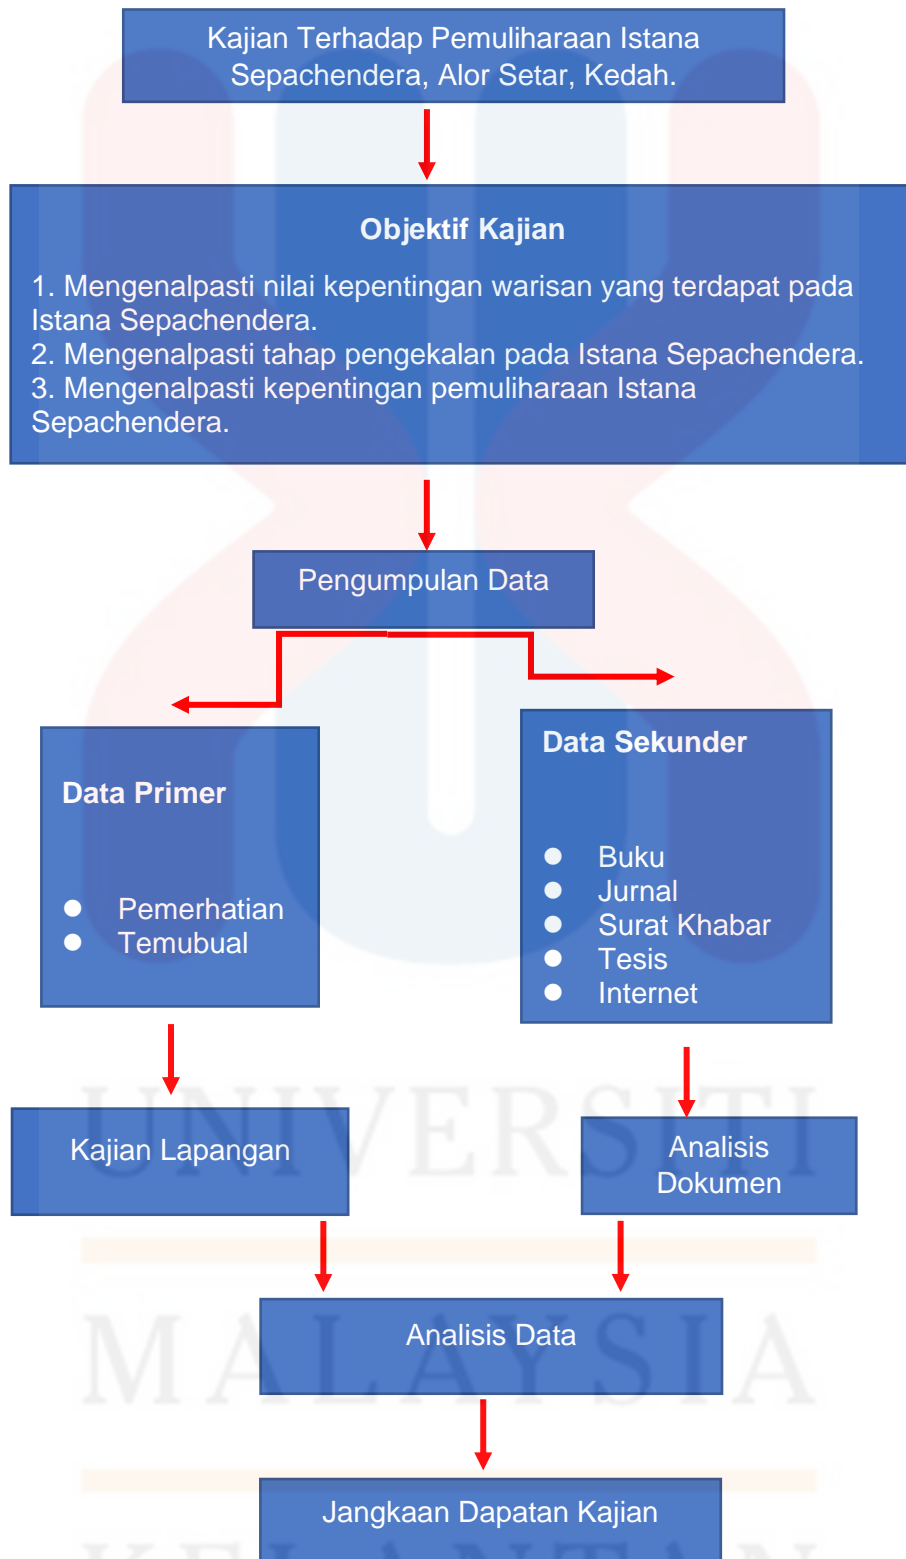 Kajian Terhadap Pemuliharaan Istana
Sepachendera, Alor Setar, Kedah.
Objektif Kajian
1. Mengenalpasti nilai kepentingan warisan yang terdapat pada
Istana Sepachendera.
2. Mengenalpasti tahap pengekalan pada Istana Sepachendera.
3. Mengenalpasti kepentingan pemuliharaan Istana
Sepachendera.
Pengumpulan Data
Data Primer
● Pemerhatian
● Temubual
Data Sekunder
● Buku
● Jurnal
● Surat Khabar
● Tesis
● Internet
Kajian Lapangan
Analisis
Dokumen
Analisis Data
Jangkaan Dapatan Kajian
UNIVERSITI
MALAYSIA
KELANTAN